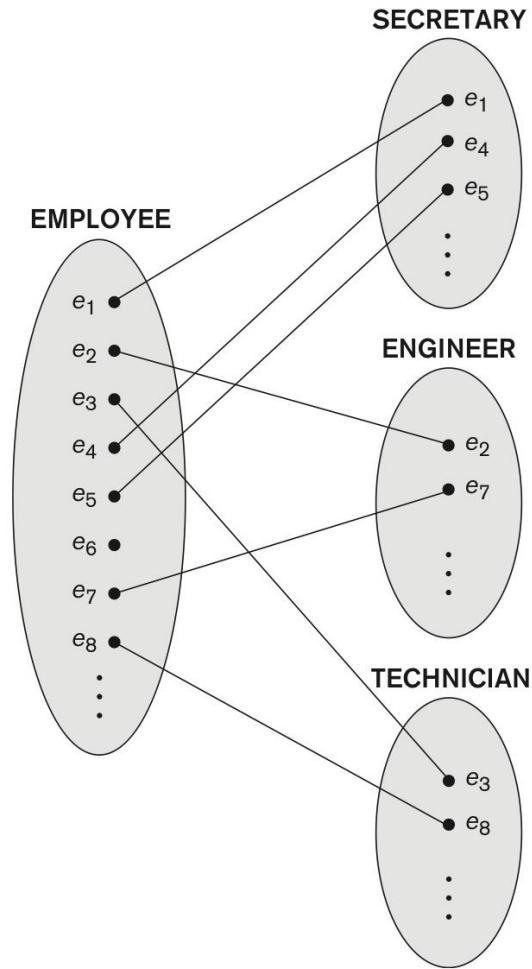 SECRETARY
e1
e4
e5
EMPLOYEE
e1
e2
e3
e4
e5
e6
e7
e8
ENGINEER
e2
e7
TECHNICIAN
e3
e8